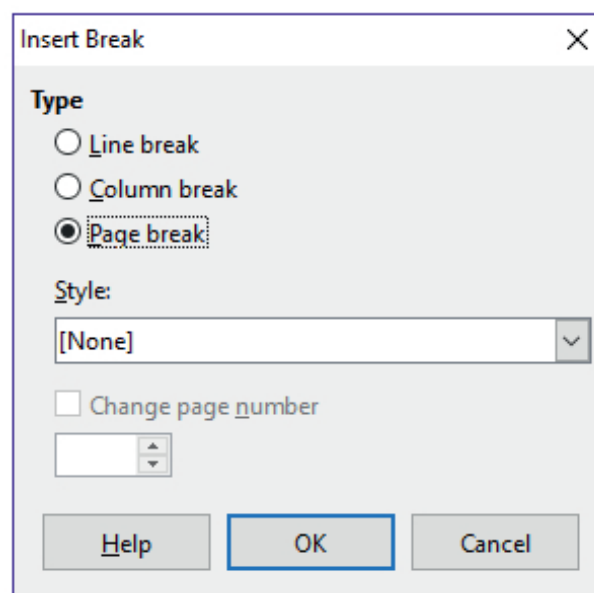 Insert Break
Type
Line break
Column break
Page break
Style:
[None]
Change page number
Help OK Cancel